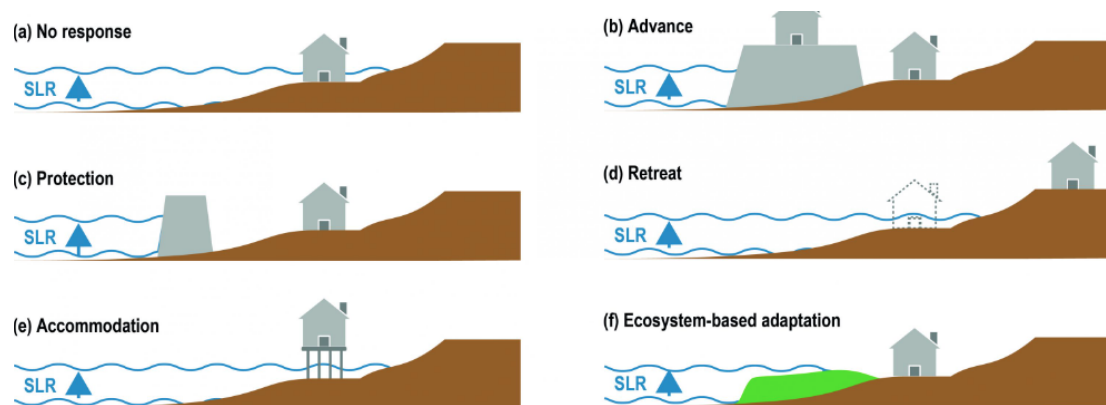 (a) No response
SLR
(b) Advance
SLR
(c) Protection
SLR
(d) Retreat
SLR
(e) Accommodation
SLR
(f) Ecosystem-based adaptation
SLR